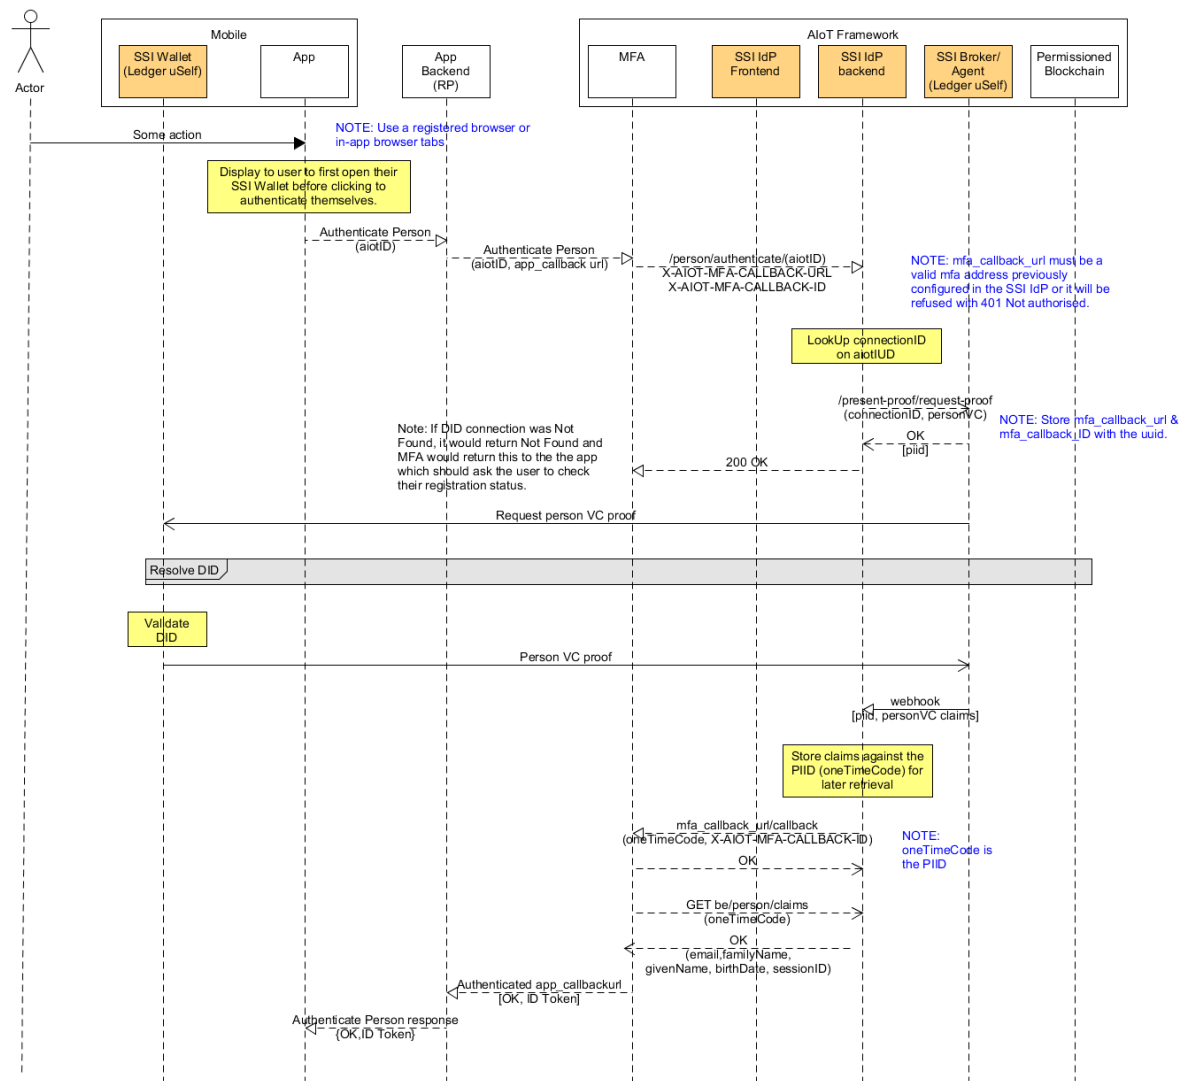 Mobile
AIoT Framework
SSI Wallet
(Ledger uSelf)
App
App
Backend
(RP)
MFA
SSI IdP
Frontend
SSI IdP
backend
SSI Broker/
Agent
(Ledger uSelf)
Permissioned
Blockchain
Actor
Some action
NOTE: Use a registered browser or
in-app browser tabs
Display to user to first open their
SSI Wallet before clicking to
authenticate themselves.
Authenticate Person
(aiotID)
Authenticate Person
(aiotID, app_callback url)
/person/authenticate/(aiotID)
X-AIOT-MFA-CALLBACK-URL
X-AIOT-MFA-CALLBACK-ID
NOTE: mfa_callback_url must be a
valid mfa address previously
configured in the SSI IdP or it will be
refused with 401 Not authorised.
LookUp connectionID
on aiotIUD
/present-proof/request-proof
(connectionID, personVC)
NOTE: Store mfa_callback_url &
mfa_callback_ID with the uuid.
OK
[piid]
Note: If DID connection was Not
Found, it would return Not Found and
MFA would return this to the the app
which should ask the user to check
their registration status.
200 OK
Request person VC proof
Resolve DID
Validate
DID
Person VC proof
webhook
[piid, personVC claims]
Store claims against the
PIID (oneTimeCode) for
later retrieval
mfa_callback_url/callback
(oneTimeCode, X-AIOT-MFA-CALLBACK-ID)
NOTE:
oneTimeCode is
the PIID
OK
GET be/person/claims
(oneTimeCode)
OK
(email,familyName,
givenName, birthDate, sessionID)
Authenticated app_callbackurl
[OK, ID Token]
Authenticate Person response
{OK,ID Token}